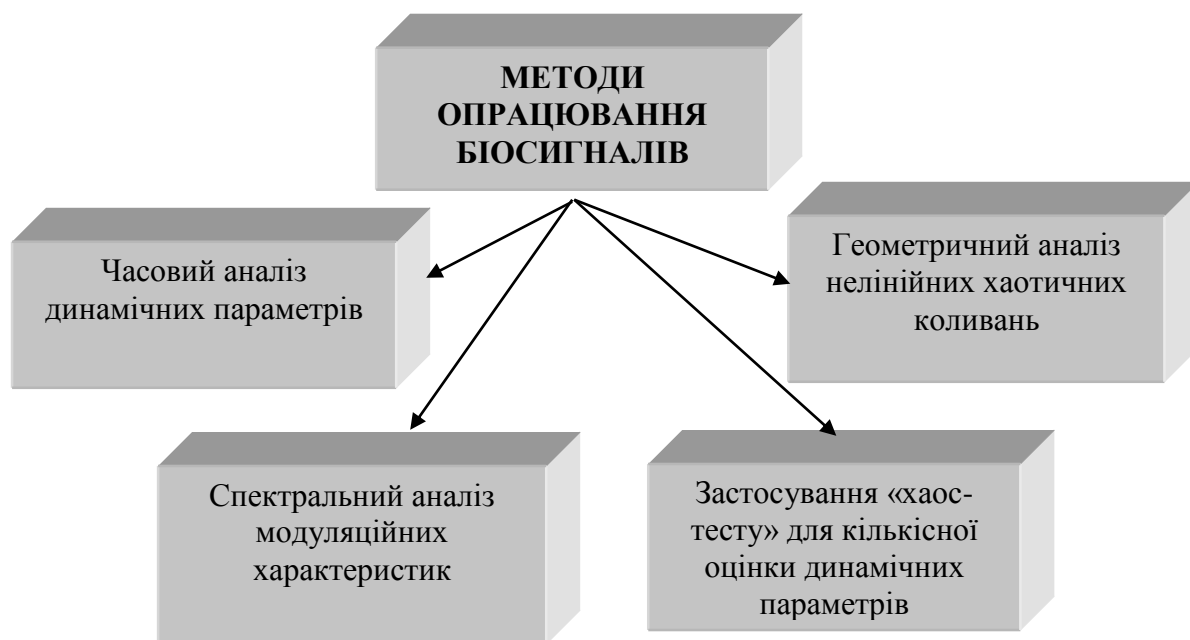 МЕТОДИ
ОПРАЦЮВАННЯ
БІОСИГНАЛІВ
Часовий аналіз
динамічних параметрів
Геометричний аналіз
нелінійних хаотичних
коливань
Спектральний аналіз
модуляційних
характеристик
Застосування «хаос-
тесту» для кількісної
оцінки динамічних
параметрів